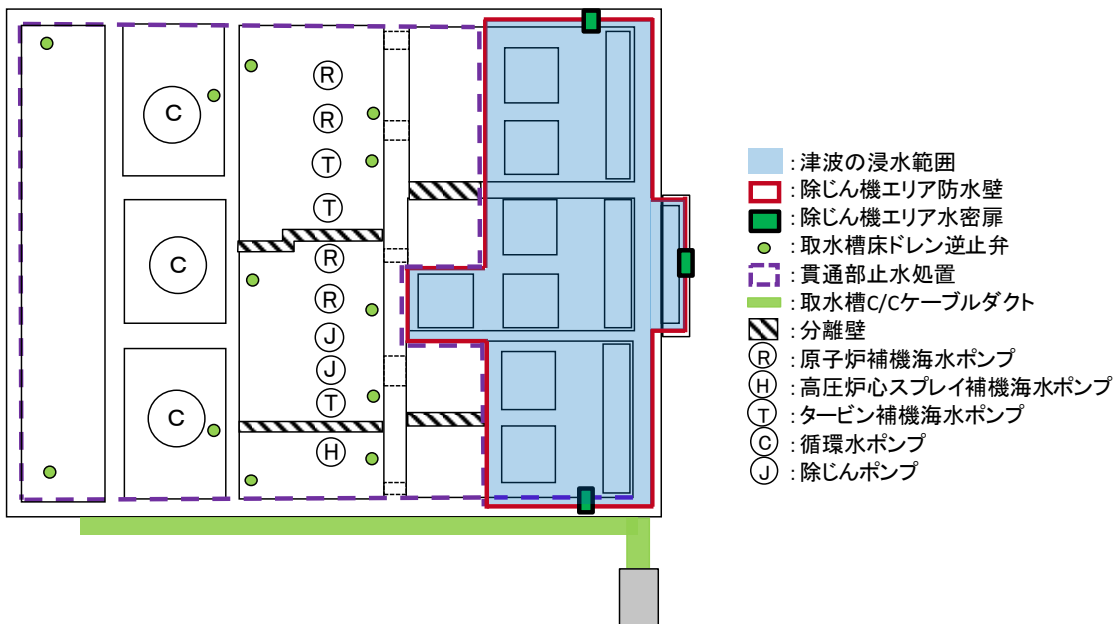 C
C
C
R
R
T
T
R
R
J
J
T
H
:津波の浸水範囲
:除じん機エリア防水壁
:除じん機エリア水密扉
:取水槽床ドレン逆止弁
:貫通部止水処置
:取水槽C/Cケーブルダクト
:分離壁
R :原子炉補機海水ポンプ
H :高圧炉心スプレイ補機海水ポンプ
T :タービン補機海水ポンプ
C :循環水ポンプ
J :除じんポンプ